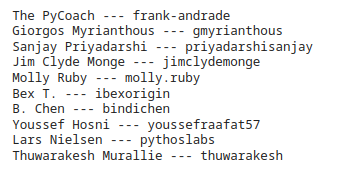 The PyCoach --- frank-andrade
Giorgos Myrianthous --- gmyrianthous
Sanjay Priyadarshi --- priyadarshisanjay
Jim Clyde Monge --- jimclydemonge
Molly Ruby --- molly.ruby
Bex T. --- ibexorigin
B. Chen --- bindichen
Youssef Hosni --- youssefraafat57
Lars Nielsen --- pythoslabs
Thuwarakesh Murallie --- thuwarakesh